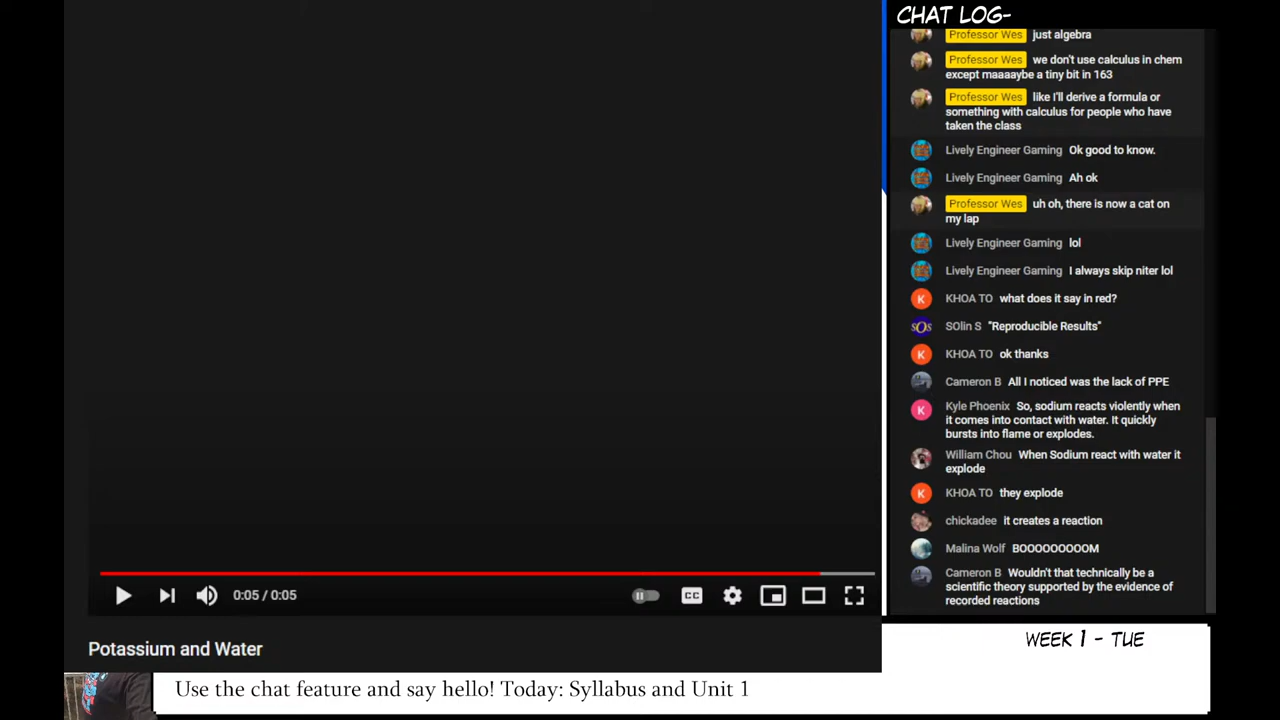 CHAT LOG-
Professor Wes just algebra
Professor Wes we don't use calculus in chem
except maaaaybe a tiny bit in 163
Professor Wes like I'll derive a formula or
something with calculus for people who have
taken the class
Lively Engineer Gaming Ok good to know.
Lively Engineer Gaming Ah ok
Professor Wes uh oh, there is now a cat on
my lap
Lively Engineer Gaming lol
Lively Engineer Gaming I always skip niter lol
K KHOA TO what does it say in red?
SOS SOlin S "Reproducible Results"
K KHOA TO ok thanks
Cameron B All I noticed was the lack of PPE
K Kyle Phoenix So, sodium reacts violently when
it comes into contact with water. It quickly
bursts into flame or explodes.
William Chou When Sodium react with water it
explode
K KHOA TO they explode
chickadee it creates a reaction
Malina Wolf BOOOOOOOOM
Cameron B Wouldn't that technically be a
scientific theory supported by the evidence of
recorded reactions
0:05 / 0:05
CC
Potassium and Water
WEEK 1 - TUE
Use the chat feature and say hello! Today: Syllabus and Unit 1